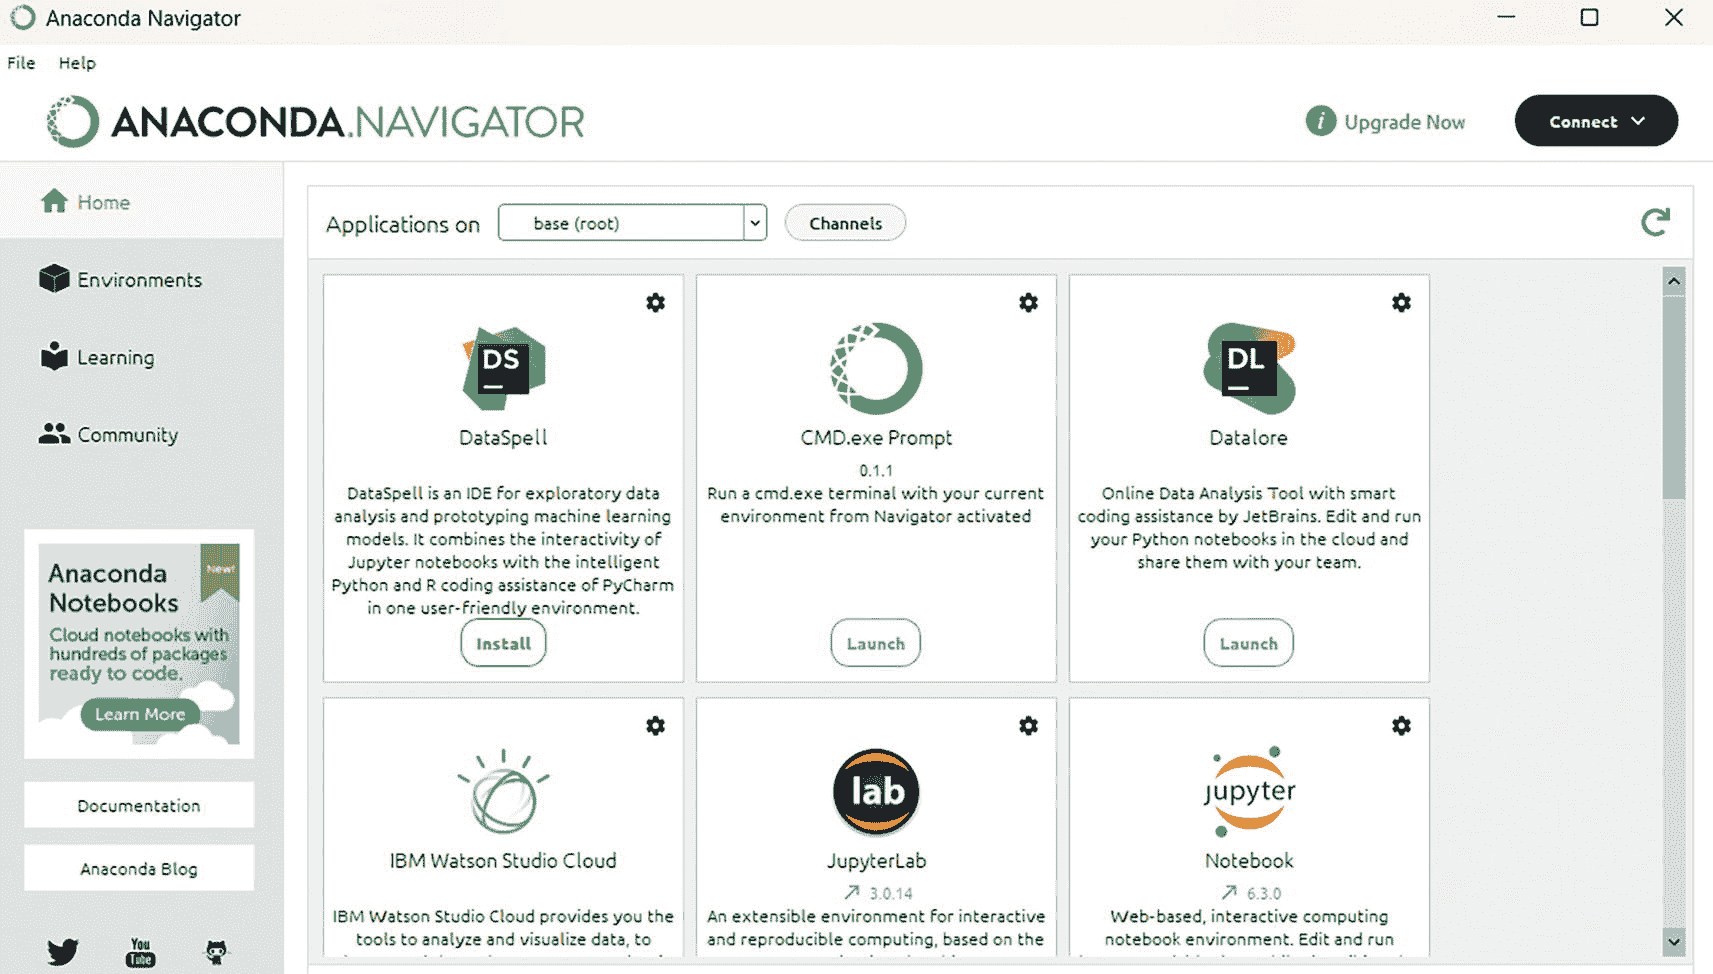 Anaconda Navigator
File Help
ANACONDA.NAVIGATOR
Upgrade Now
Connect
Home
Environments
Learning
Community
Anaconda
Notebooks
New!
Cloud notebooks with
hundreds of packages
ready to code.
Learn More
Documentation
Anaconda Blog
You
Tube
Applications on base (root) Channels
DS
DataSpell
DataSpell is an IDE for exploratory data
analysis and prototyping machine learning
models. It combines the interactivity of
Jupyter notebooks with the intelligent
Python and R coding assistance of PyCharm
in one user-friendly environment.
Install
CMD.exe Prompt
0.1.1
Run a cmd.exe terminal with your current
environment from Navigator activated
Launch
DL
Datalore
Online Data Analysis Tool with smart
coding assistance by JetBrains. Edit and run
your Python notebooks in the cloud and
share them with your team.
Launch
IBM Watson Studio Cloud
IBM Watson Studio Cloud provides you the
tools to analyze and visualize data, to
lab
JupyterLab
3.0.14
An extensible environment for interactive
and reproducible computing, based on the
jupyter
Notebook
6.3.0
Web-based, interactive computing
notebook environment. Edit and run